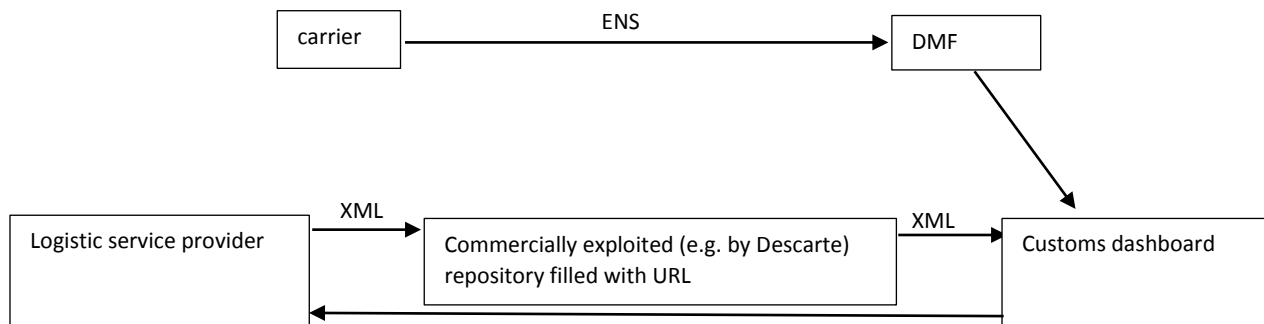 ENS
carrier
DMF
XML
XML
Logistic service provider
Commercially exploited (e.g. by Descarte)
repository filled with URL
Customs dashboard